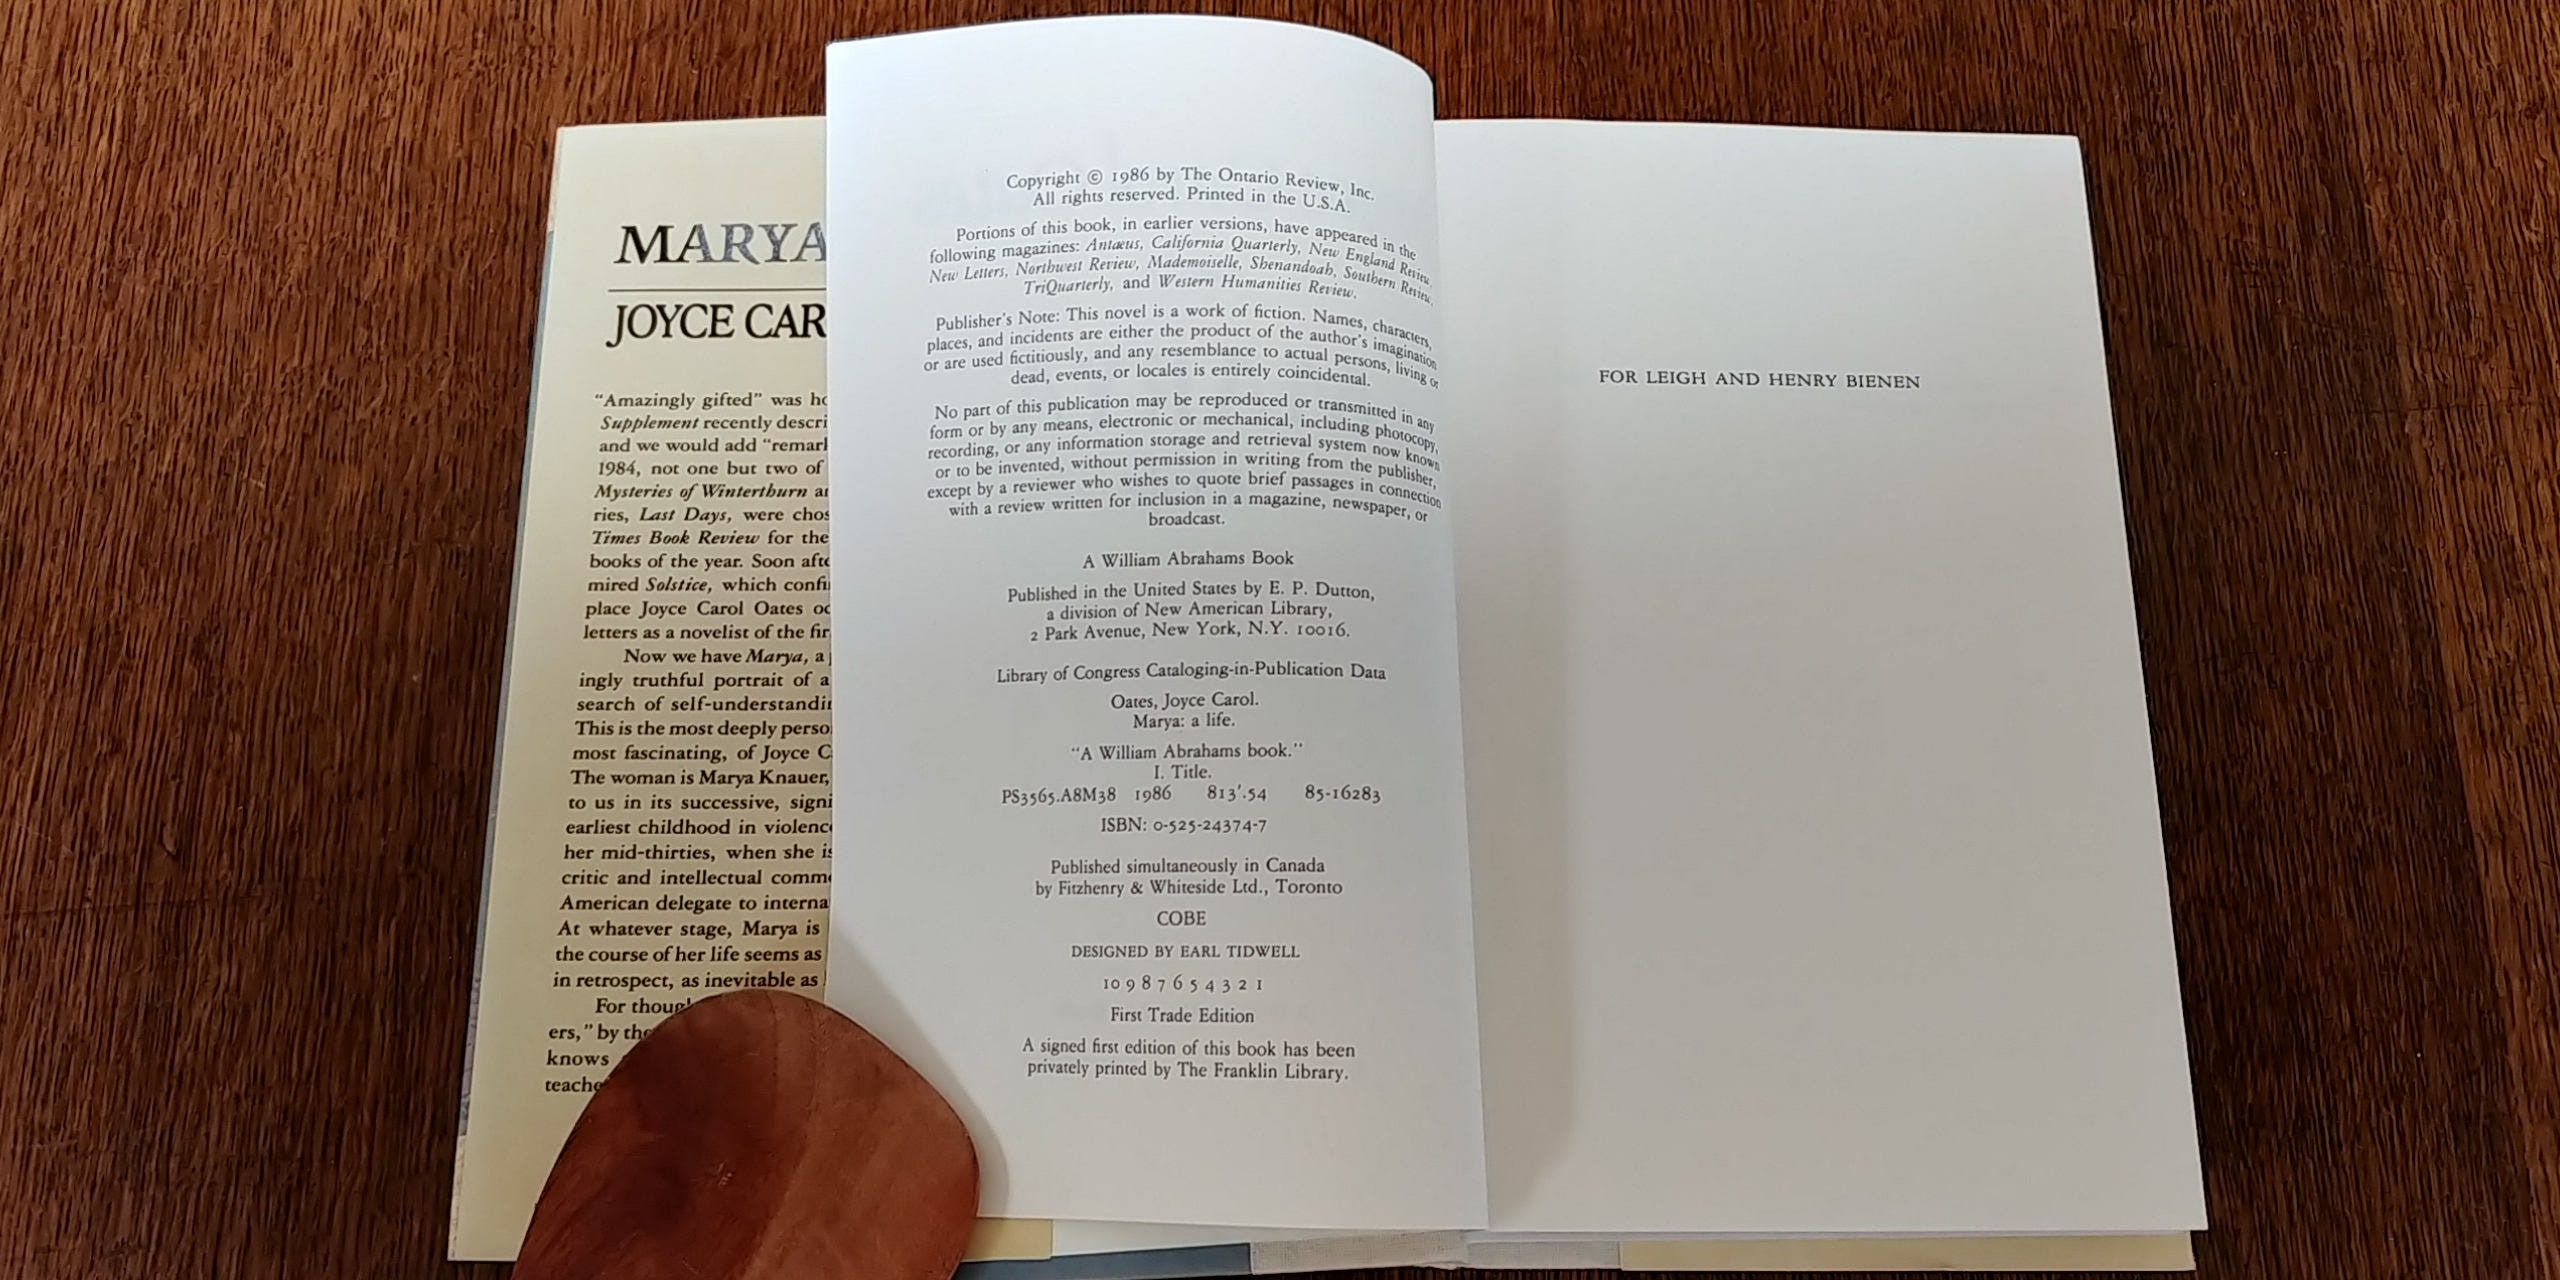 MARYA
JOYCE CAR
"Amazingly gifted" was
Supplement recently descri
and we would add "remark
1984, not one but two of
Mysteries of Winterthurn
ries, Last Days, were chos
Times Book Review for the
books of the year. Soon afte
mired Solstice, which confi
place Joyce Carol Oates
letters as a novelist of the fir
Now we have Marya, a
ingly truthful portrait of a
search of self-understandi
This is the most deeply perso
most fascinating, of Joyce C
The woman is Marya Knauer,
to us in its successive, signi
earliest childhood in violenc
her mid-thirties, when she is
critic and intellectual comm
American delegate to interna
At whatever stage, Marya is
the course of her life seems as
in retrospect, as inevitable as
For though
ers," by the
knows
teache
Copyright © 1986 by The Ontario Review, Inc.
All rights reserved. Printed in the U.S.A.
Portions of this book, in earlier versions, have appeared in the
following magazines: Antæus, California Quarterly, New England Review,
New Letters, Northwest Review, Mademoiselle, Shenandoah, Southern Review,
TriQuarterly, and Western Humanities Review.
Publisher's Note: This novel is a work of fiction. Names, characters,
places, and incidents are either the product of the author's imagination
or are used fictitiously, and any resemblance to actual persons, living or
dead, events, or locales is entirely coincidental.
No part of this publication may be reproduced or transmitted in any
form or by any means, electronic or mechanical, including photocopy,
recording, or any information storage and retrieval system now known
or to be invented, without permission in writing from the publisher,
except by a reviewer who wishes to quote brief passages in connection
with a review written for inclusion in a magazine, newspaper, or
broadcast.
A William Abrahams Book
Published in the United States by E. P. Dutton,
a division of New American Library,
2 Park Avenue, New York, N.Y. 10016.
Library of Congress Cataloging-in-Publication Data
Oates, Joyce Carol.
Marya: a life.
"A William Abrahams book."
I. Title.
PS3565.A8M38 1986 813'.54 85-16283
ISBN: 0-525-24374-7
Published simultaneously in Canada
by Fitzhenry & Whiteside Ltd., Toronto
COBE
DESIGNED BY EARL TIDWELL
10 9 8 7 6 5 4 3 2 1
First Trade Edition
A signed first edition of this book has been
privately printed by The Franklin Library.
FOR LEIGH AND HENRY BIENEN